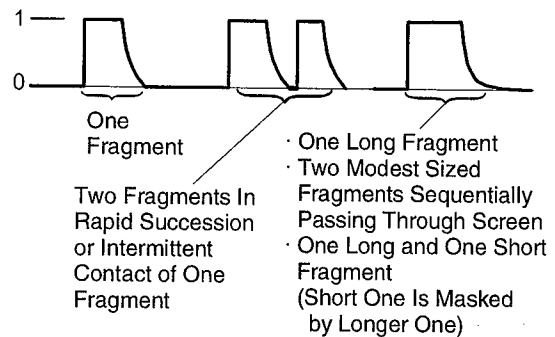 1
0
One
Fragment
Two Fragments In
Rapid Succession
or Intermittent
Contact of One
Fragment
· One Long Fragment
· Two Modest Sized
Fragments Sequentially
Passing Through Screen
· One Long and One Short
Fragment
(Short One Is Masked
by Longer One)